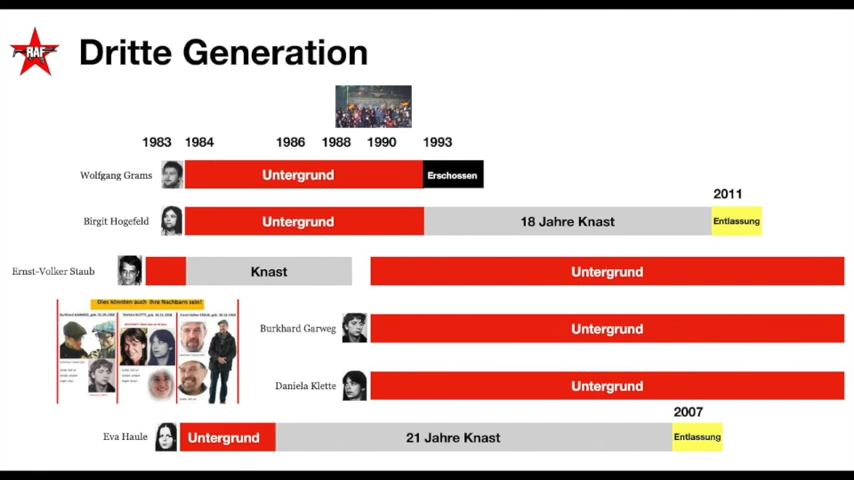 RAF
Dritte Generation
1983 1984 1986 1988 1990 1993
Wolfgang Grams Untergrund Erschossen
2011
Birgit Hogefeld Untergrund 18 Jahre Knast Entlassung
Ernst-Volker Staub Knast Untergrund
Dies könnten auch Ihre Nachbarn sein!
Burkhard Garweg Untergrund
Daniela Klette Untergrund
2007
Eva Haule Untergrund 21 Jahre Knast Entlassung